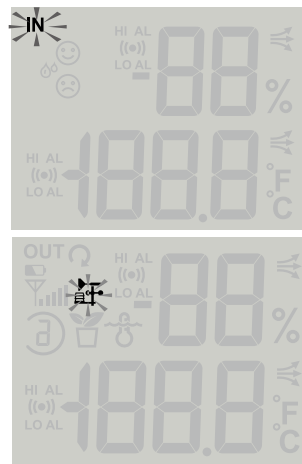 IN
HI AL
LO AL
-88
%
HI AL
LO AL
-188.8
°F
°C
OUT
HI AL
LO AL
-88
%
HI AL
LO AL
-188.8
°F
°C